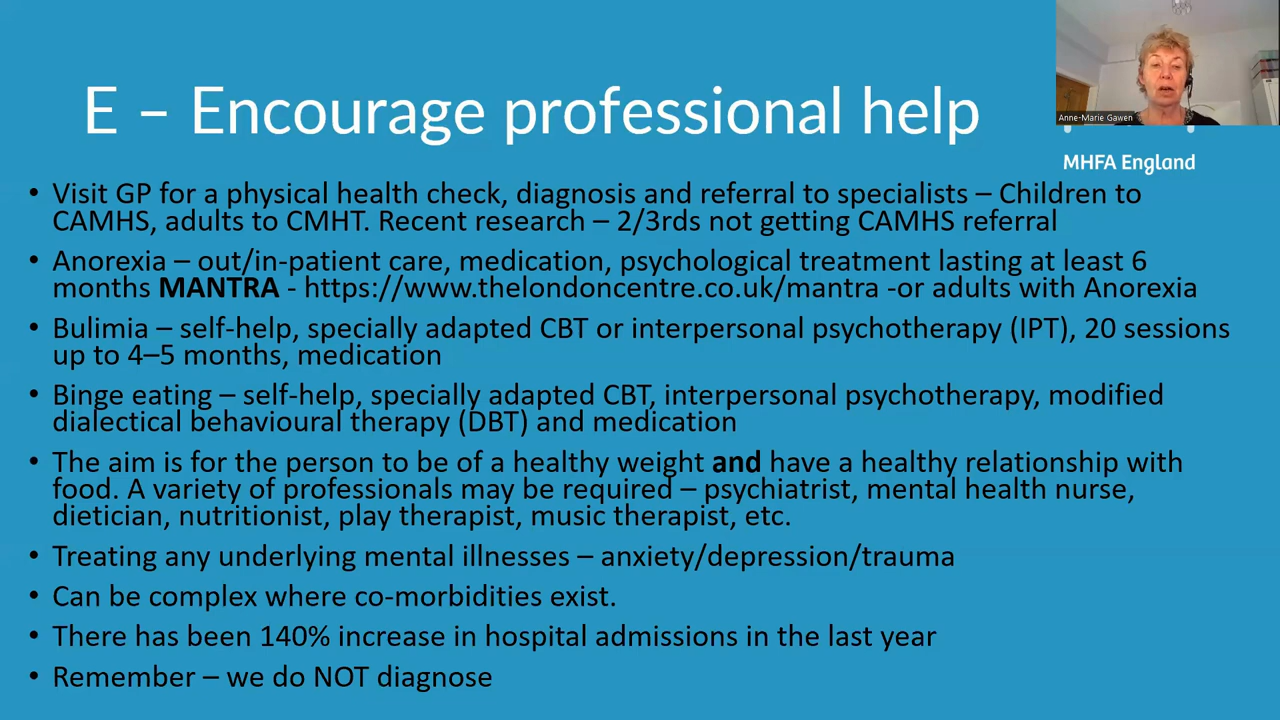 E – Encourage professional help
Anne-Marie Gawen
MHFA England
• Visit GP for a physical health check, diagnosis and referral to specialists – Children to
CAMHS, adults to CMHT. Recent research – 2/3rds not getting CAMHS referral
• Anorexia – out/in-patient care, medication, psychological treatment lasting at least 6
months MANTRA - https://www.thelondoncentre.co.uk/mantra -or adults with Anorexia
• Bulimia – self-help, specially adapted CBT or interpersonal psychotherapy (IPT), 20 sessions
up to 4–5 months, medication
• Binge eating – self-help, specially adapted CBT, interpersonal psychotherapy, modified
dialectical behavioural therapy (DBT) and medication
• The aim is for the person to be of a healthy weight and have a healthy relationship with
food. A variety of professionals may be required – psychiatrist, mental health nurse,
dietician, nutritionist, play therapist, music therapist, etc.
• Treating any underlying mental illnesses – anxiety/depression/trauma
• Can be complex where co-morbidities exist.
• There has been 140% increase in hospital admissions in the last year
• Remember – we do NOT diagnose